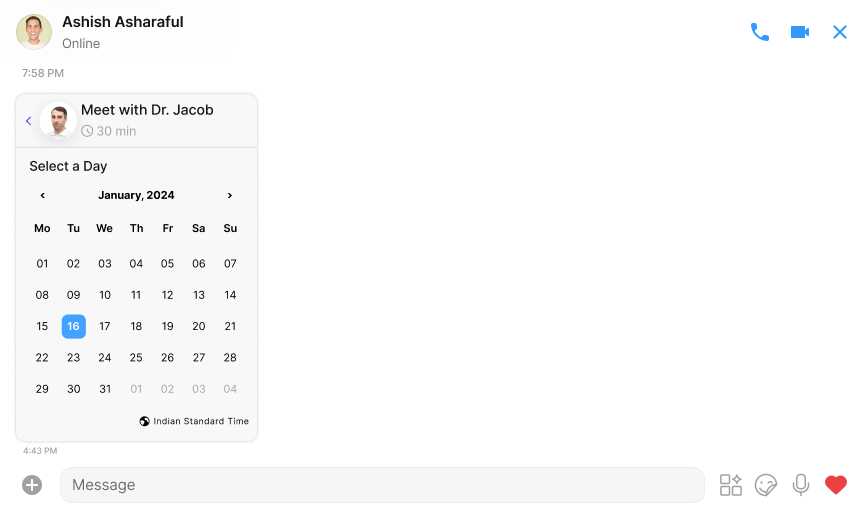 Ashish Asharaful
Online
7:58 PM
Meet with Dr. Jacob
30 min
Select a Day
‹ January, 2024 ›
Mo Tu We Th Fr Sa Su
01 02 03 04 05 06 07
08 09 10 11 12 13 14
15 16 17 18 19 20 21
22 23 24 25 26 27 28
29 30 31 01 02 03 04
Indian Standard Time
4:43 PM
Message